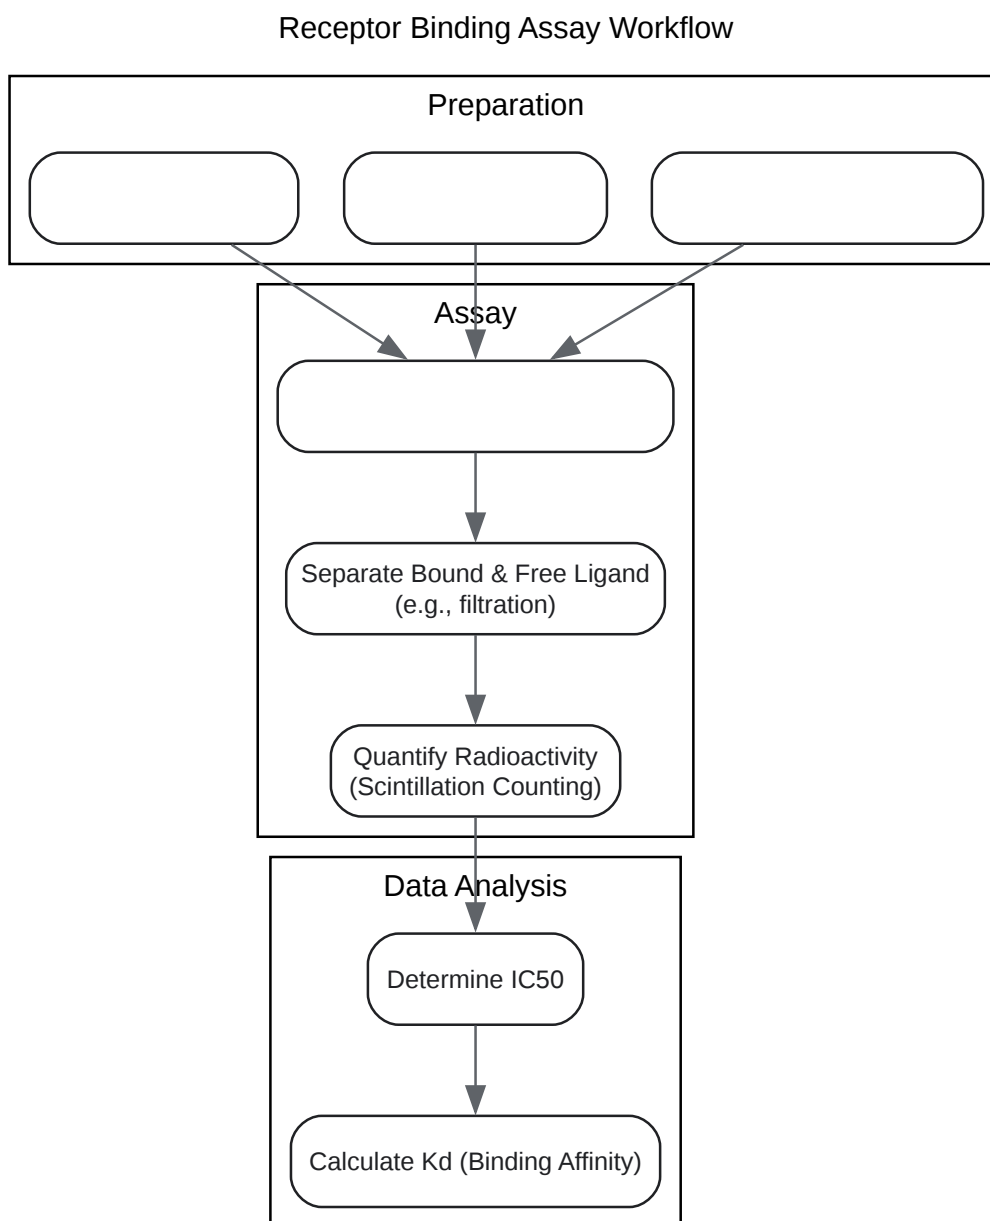 Receptor Binding Assay Workflow
Preparation
Assay
Separate Bound & Free Ligand
(e.g., filtration)
Quantify Radioactivity
(Scintillation Counting)
Data Analysis
Determine IC50
Calculate Kd (Binding Affinity)